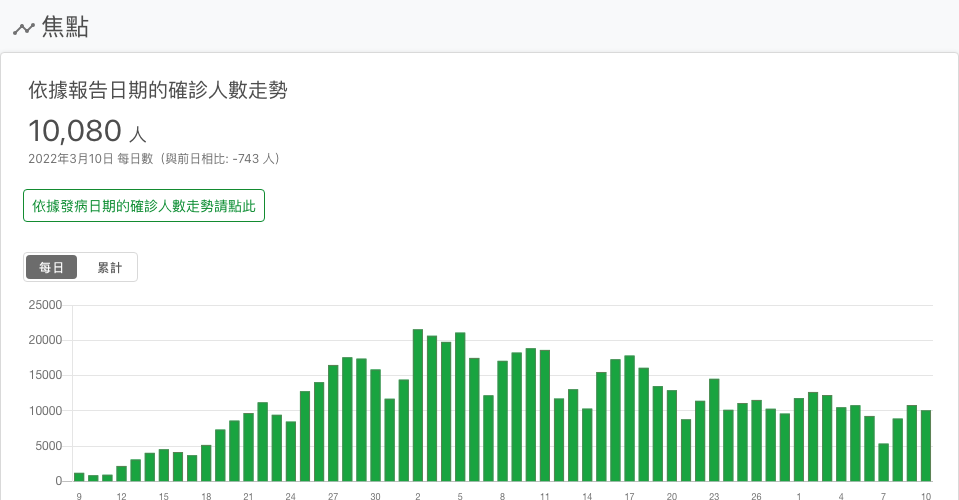 焦點
依據報告日期的確診人數走勢
10,080 人
2022年3月10日 每日數（與前日相比: -743 人）
依據發病日期的確診人數走勢請點此
每日 累計
25000
20000
15000
10000
5000
0
9 12 15 18 21 24 27 30 2 5 8 11 14 17 20 23 26 1 4 7 10